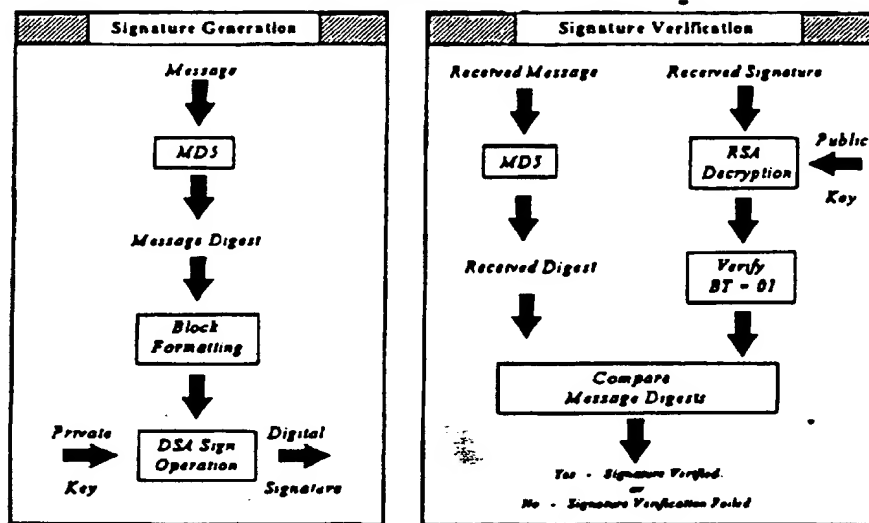 Signature Generation
Message
MD5
Message Digest
Block
Formatting
Private
Key
DSA Sign
Operation
Digital
Signature
Signature Verification
Received Message
MD5
Received Digest
Received Signature
RSA
Decryption
Public
Key
Verify
BT = 01
Compare
Message Digests
Yes - Signature Verified.
or
No - Signature Verification Failed